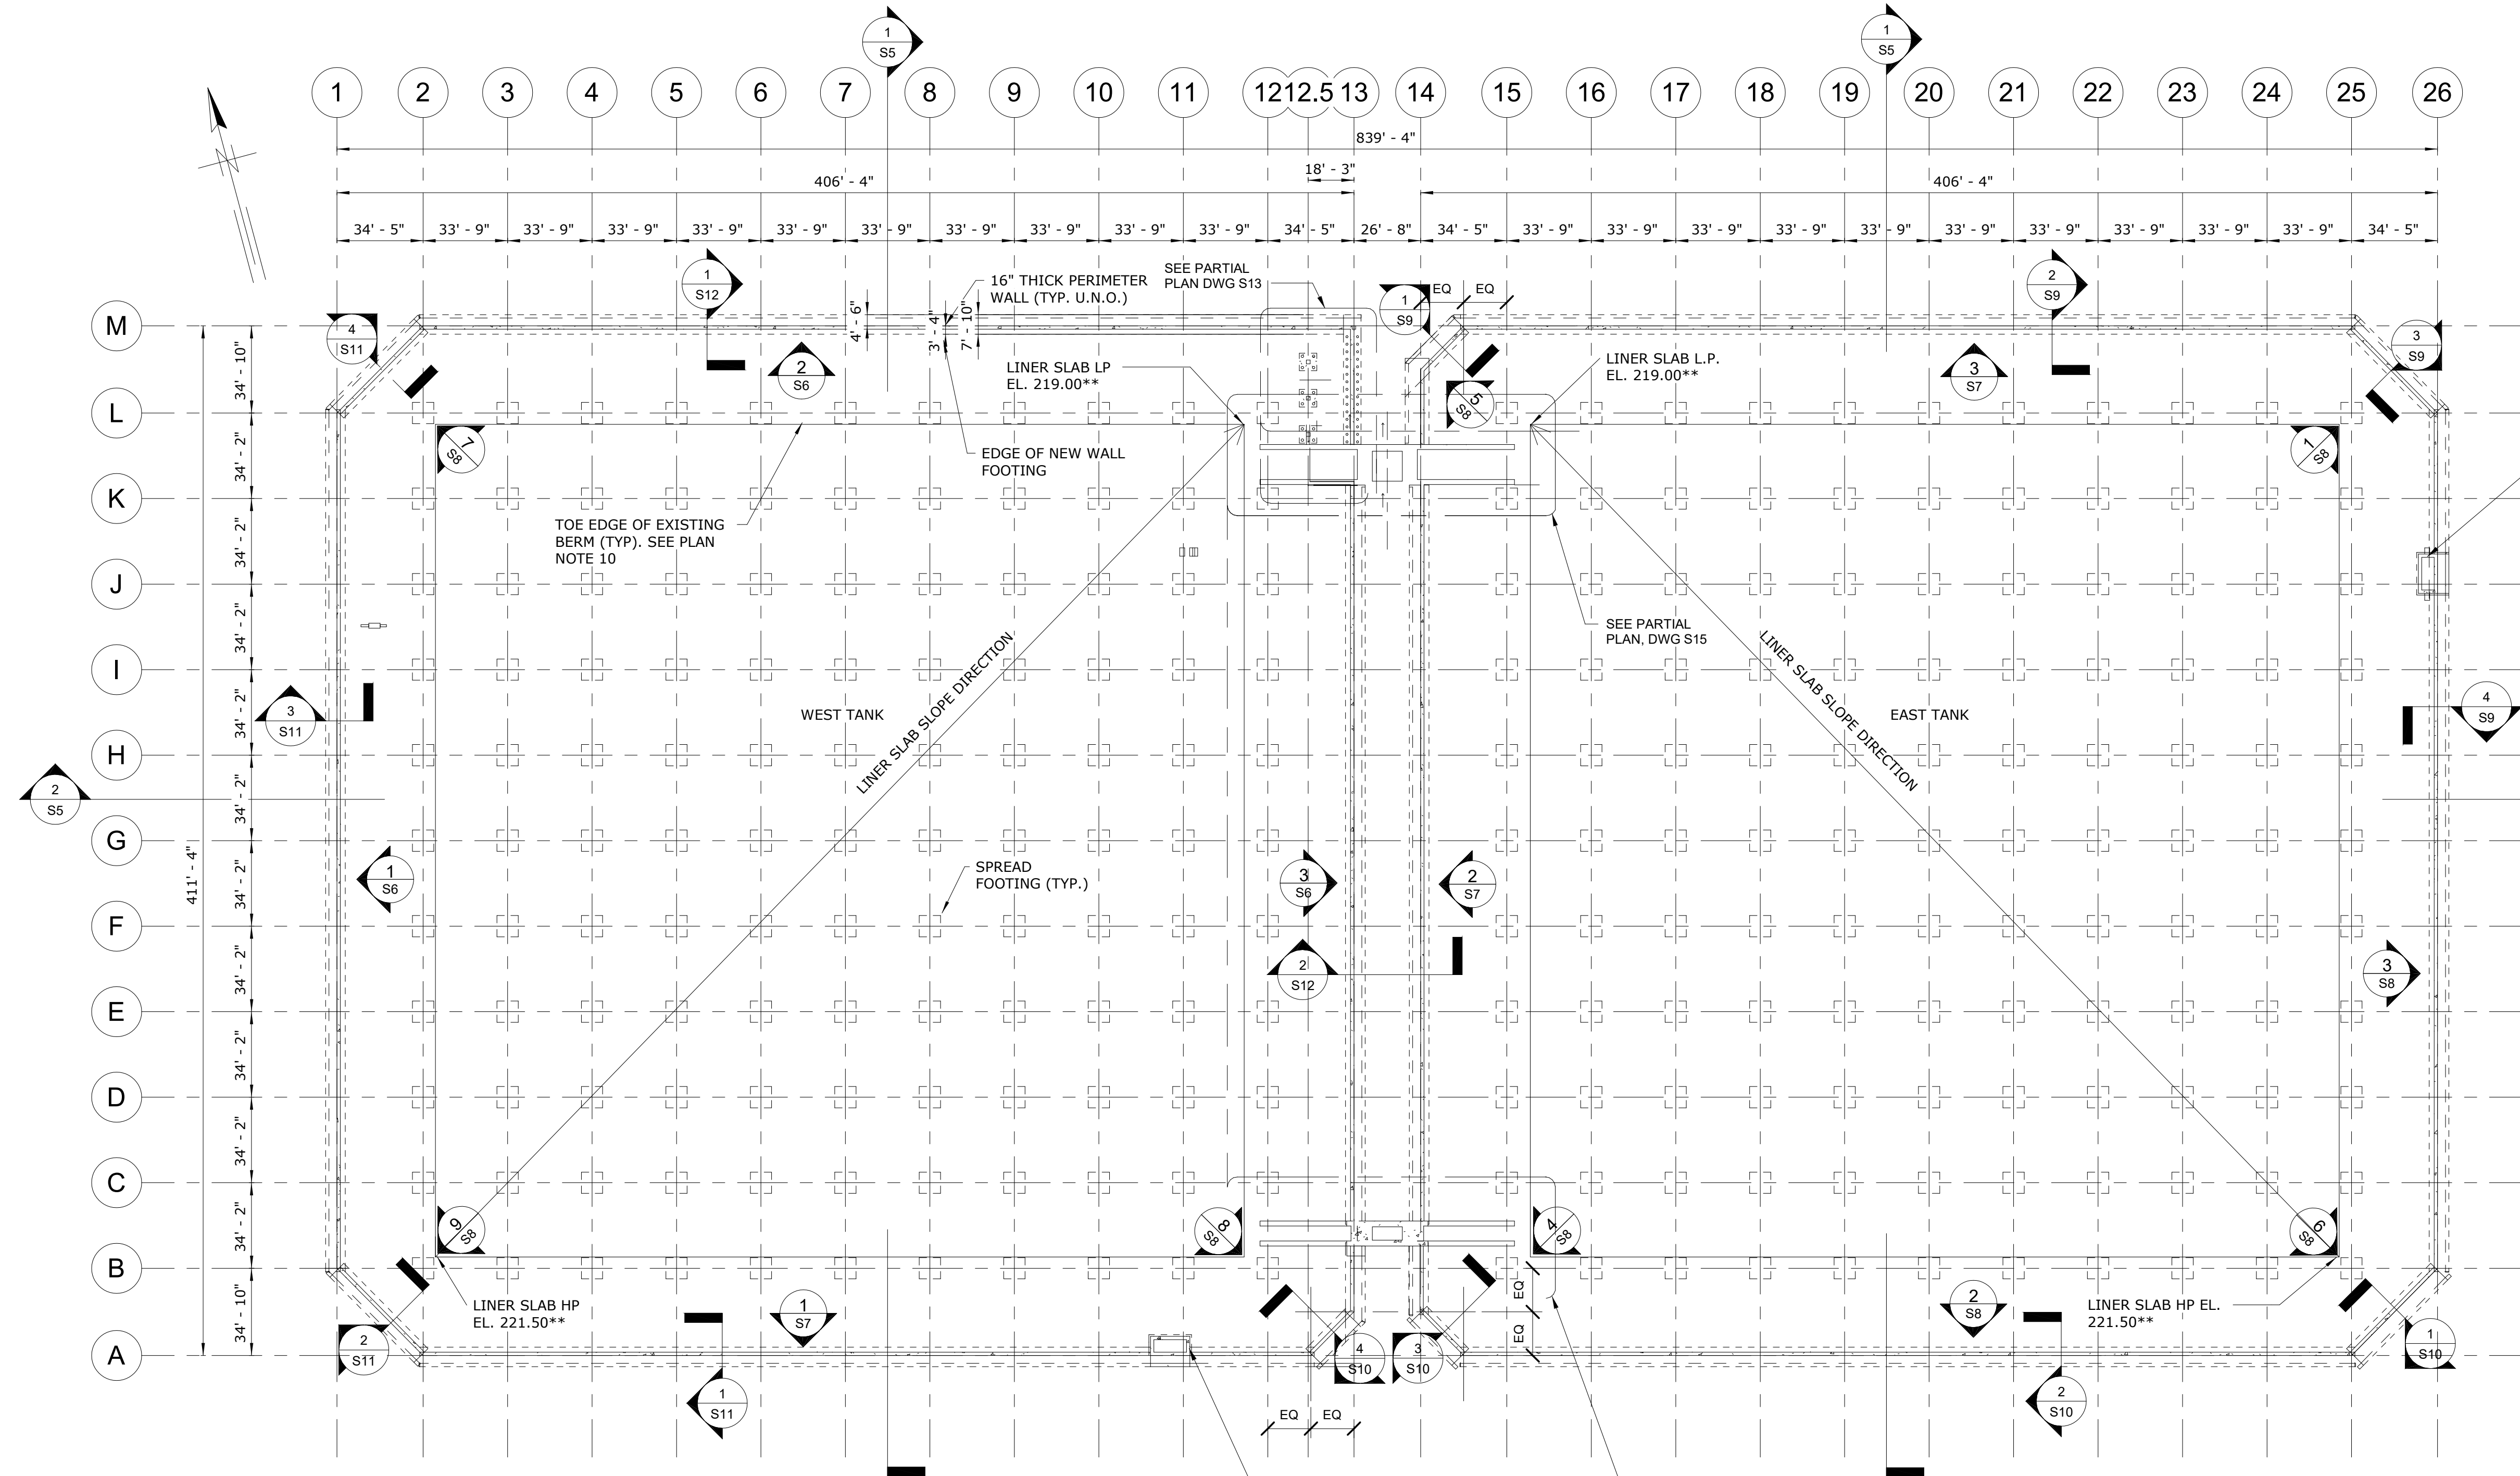 1
S5
1
S5
1 2 3 4 5 6 7 8 9 10 11 12 12.5 13 14 15 16 17 18 19 20 21 22 23 24 25 26
839' - 4"
18' - 3"
406' - 4" 406' - 4"
34' - 5" 33' - 9" 33' - 9" 33' - 9" 33' - 9" 33' - 9" 33' - 9" 33' - 9" 33' - 9" 33' - 9" 33' - 9" 34' - 5" 26' - 8" 34' - 5" 33' - 9" 33' - 9" 33' - 9" 33' - 9" 33' - 9" 33' - 9" 33' - 9" 33' - 9" 33' - 9" 33' - 9" 34' - 5"
N
1
S12
16" THICK PERIMETER
WALL (TYP. U.N.O.)
SEE PARTIAL
PLAN DWG S13
1
S9
EQ EQ
2
S9
M
4
S11
4' - 6"
3' - 4"
7' - 10"
2
S6
LINER SLAB LP
EL. 219.00**
LINER SLAB L.P.
EL. 219.00**
3
S7
3
S9
5
S8
34' - 10"
L
7
S8
EDGE OF NEW WALL
FOOTING
1
S8
34' - 2"
K
TOE EDGE OF EXISTING
BERM (TYP). SEE PLAN
NOTE 10
34' - 2"
J
SEE PARTIAL
PLAN, DWG S15
34' - 2"
I
LINER SLAB SLOPE DIRECTION
LINER SLAB SLOPE DIRECTION
WEST TANK
EAST TANK
3
S11
4
S9
34' - 2"
H
2
S5
34' - 2"
G
411' - 4"
1
S6
SPREAD
FOOTING (TYP.)
3
S6
2
S7
34' - 2"
F
2
S12
3
S8
34' - 2"
E
34' - 2"
D
34' - 2"
C
34' - 2"
9
S8
8
S8
4
S8
6
S8
B
LINER SLAB HP
EL. 221.50**
1
S7
EQ
EQ
2
S8
LINER SLAB HP EL.
221.50**
34' - 10"
A
2
S11
4
S10
3
S10
1
S10
1
S11
2
S10
EQ EQ